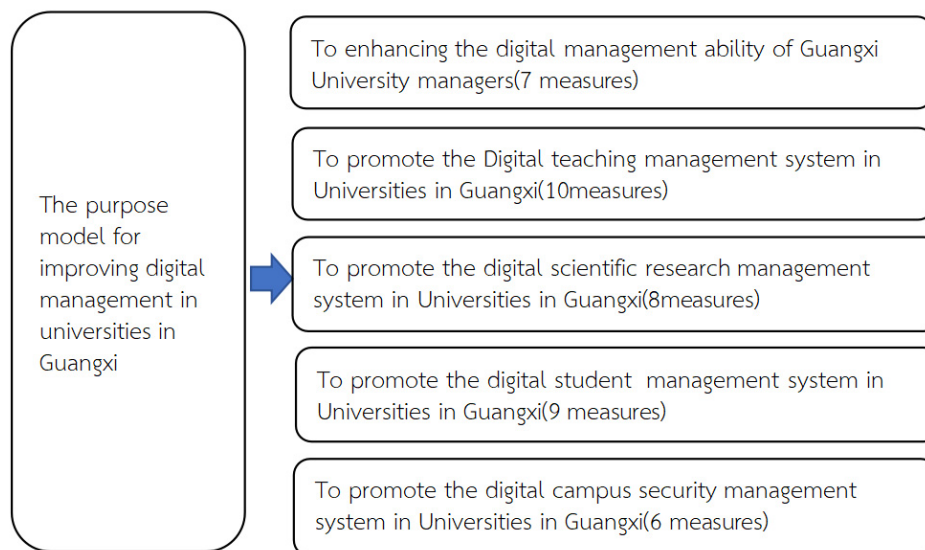 The purpose
model for
improving digital
management in
universities in
Guangxi
To enhancing the digital management ability of Guangxi
University managers(7 measures)
To promote the Digital teaching management system in
Universities in Guangxi(10measures)
To promote the digital scientific research management
system in Universities in Guangxi(8measures)
To promote the digital student management system in
Universities in Guangxi(9 measures)
To promote the digital campus security management
system in Universities in Guangxi(6 measures)